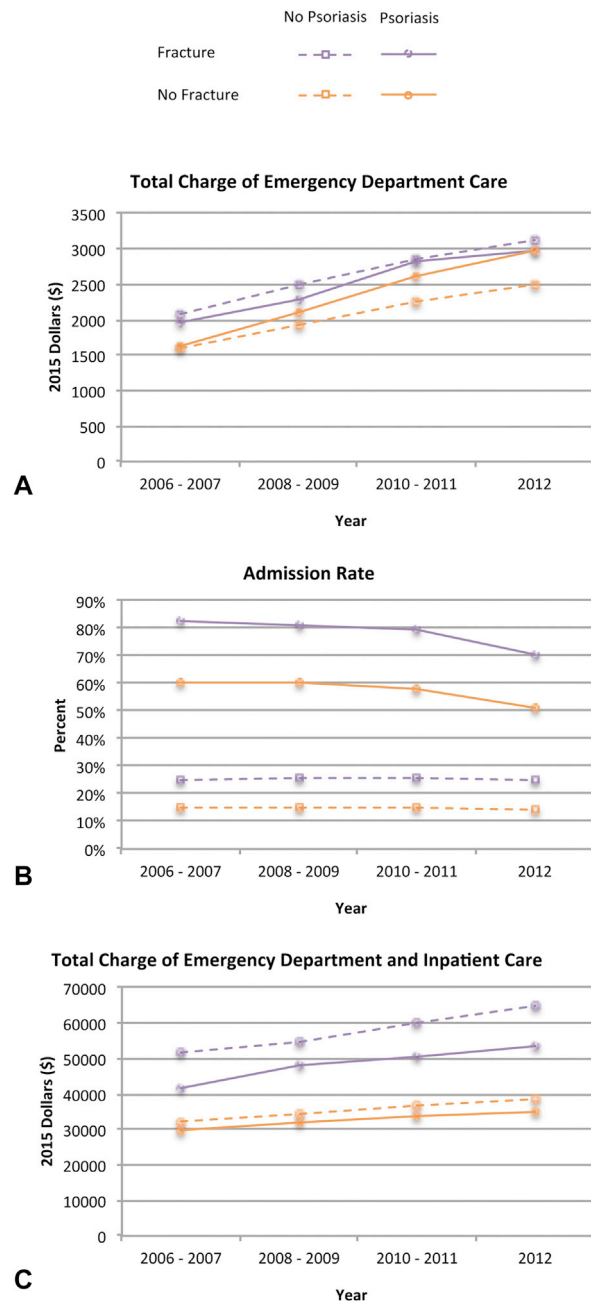 No Psoriasis Psoriasis
Fracture
No Fracture
Total Charge of Emergency Department Care
3500
3000
2500
2000
1500
1000
500
0
2015 Dollars ($)
2006 - 2007 2008 - 2009 2010 - 2011 2012
Year
A
Admission Rate
90%
80%
70%
60%
50%
40%
30%
20%
10%
0%
Percent
2006 - 2007 2008 - 2009 2010 - 2011 2012
Year
B
Total Charge of Emergency Department and Inpatient Care
70000
60000
50000
40000
30000
20000
10000
0
2015 Dollars ($)
2006 - 2007 2008 - 2009 2010 - 2011 2012
Year
C